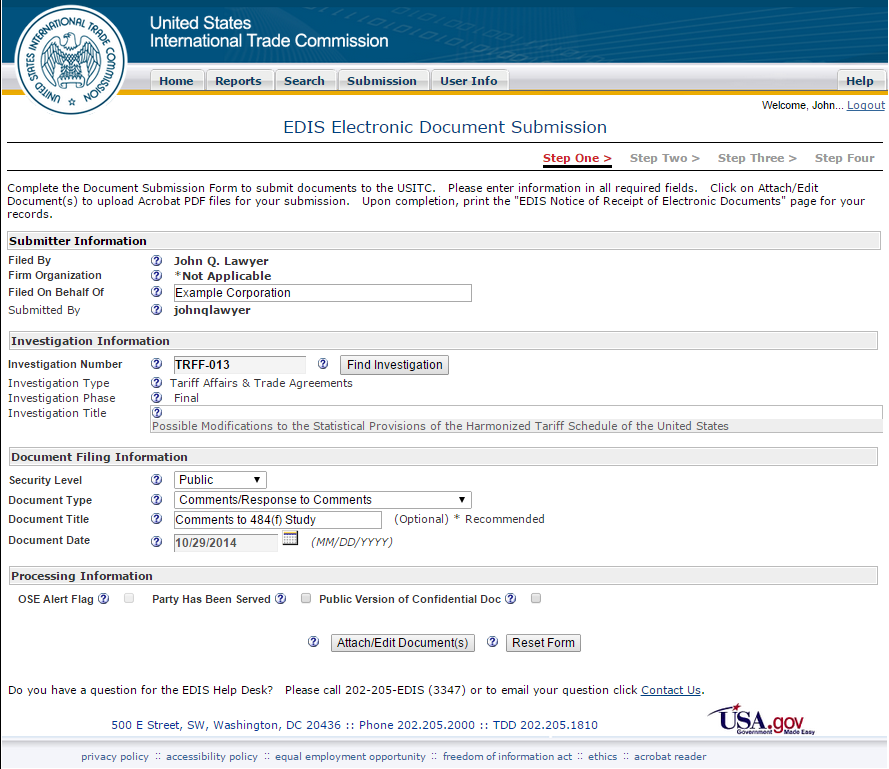 UNITED STATES INTERNATIONAL TRADE COMMISSION
United States
International Trade Commission
Home Reports Search Submission User Info Help
Welcome, John... Logout
EDIS Electronic Document Submission
Step One > Step Two > Step Three > Step Four
Complete the Document Submission Form to submit documents to the USITC. Please enter information in all required fields. Click on Attach/Edit
Document(s) to upload Acrobat PDF files for your submission. Upon completion, print the "EDIS Notice of Receipt of Electronic Documents" page for your
records.
Submitter Information
Filed By ? John Q. Lawyer
Firm Organization ? *Not Applicable
Filed On Behalf Of ? Example Corporation
Submitted By ? johnqlawyer
Investigation Information
Investigation Number ? TRFF-013 ? Find Investigation
Investigation Type ? Tariff Affairs & Trade Agreements
Investigation Phase ? Final
Investigation Title ?
Possible Modifications to the Statistical Provisions of the Harmonized Tariff Schedule of the United States
Document Filing Information
Security Level ? Public
Document Type ? Comments/Response to Comments
Document Title ? Comments to 484(f) Study (Optional) * Recommended
Document Date ? 10/29/2014 (MM/DD/YYYY)
Processing Information
OSE Alert Flag ? Party Has Been Served ? Public Version of Confidential Doc ?
? Attach/Edit Document(s) ? Reset Form
Do you have a question for the EDIS Help Desk? Please call 202-205-EDIS (3347) or to email your question click Contact Us.
500 E Street, SW, Washington, DC 20436 :: Phone 202.205.2000 :: TDD 202.205.1810
USA.gov
Government Made Easy
privacy policy :: accessibility policy :: equal employment opportunity :: freedom of information act :: ethics :: acrobat reader